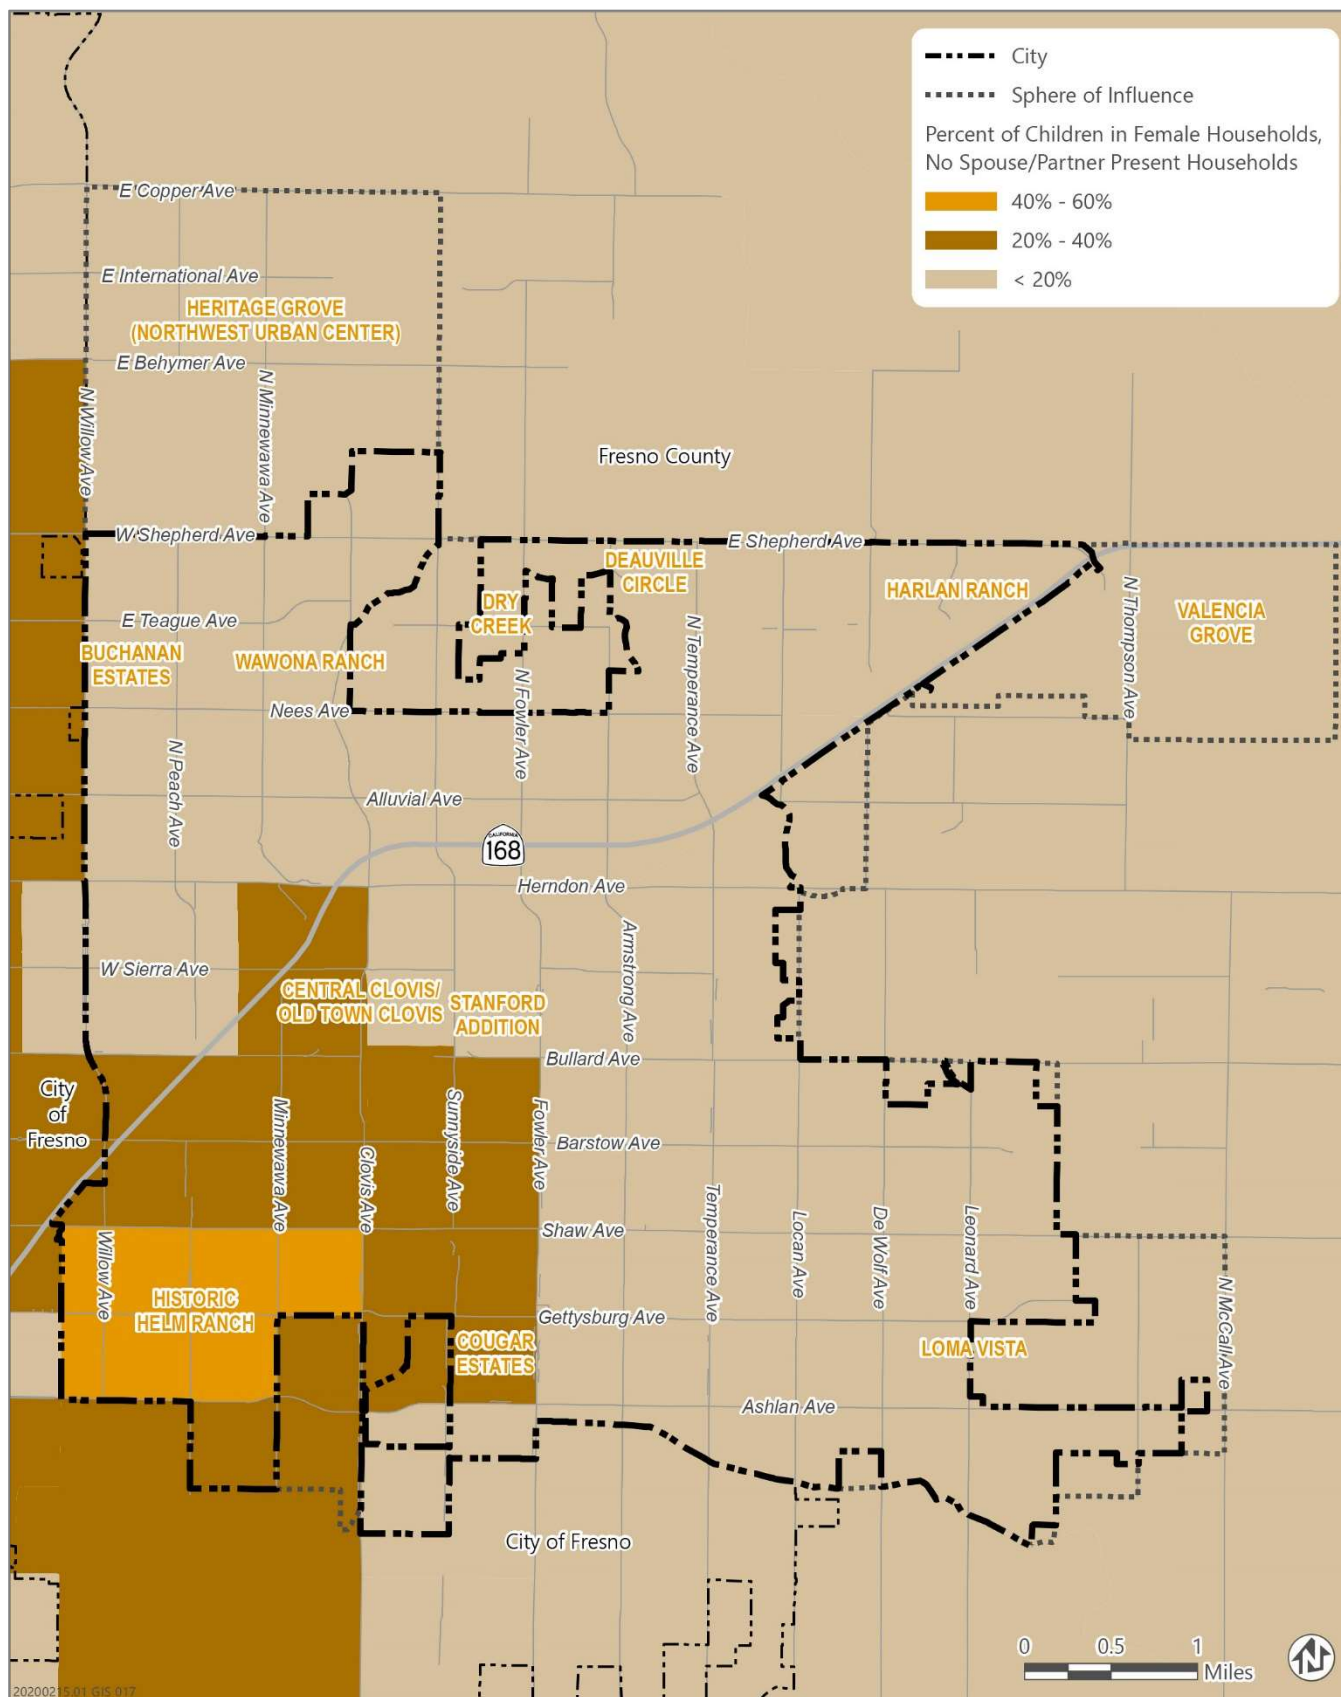 City
Sphere of Influence
Percent of Children in Female Households,
No Spouse/Partner Present Households
40% - 60%
20% - 40%
< 20%
E Copper Ave
E International Ave
HERITAGE GROVE
(NORTHWEST URBAN CENTER)
E Behymer Ave
N Willow Ave
N Minnewawa Ave
Fresno County
W Shepherd Ave
E Shepherd Ave
DEAUVILLE
CIRCLE
HARLAN RANCH
N Thompson Ave
VALENCIA
GROVE
DRY
CREEK
E Teague Ave
BUCHANAN
ESTATES
WAWONA RANCH
N Temperance Ave
Nees Ave
N Fowler Ave
N Peach Ave
Alluvial Ave
CALIFORNIA
168
Herndon Ave
Armstrong Ave
W Sierra Ave
CENTRAL CLOVIS/
OLD TOWN CLOVIS
STANFORD
ADDITION
Bullard Ave
City
of
Fresno
Minnewawa Ave
Clovis Ave
Sunnyside Ave
Fowler Ave
Barstow Ave
Shaw Ave
Willow Ave
Temperance Ave
Locan Ave
De Wolf Ave
Leonard Ave
N McCall Ave
HISTORIC
HELM RANCH
Gettysburg Ave
COUGAR
ESTATES
LOMA VISTA
Ashlan Ave
City of Fresno
0 0.5 1
Miles
N
20200215.01 GIS 017